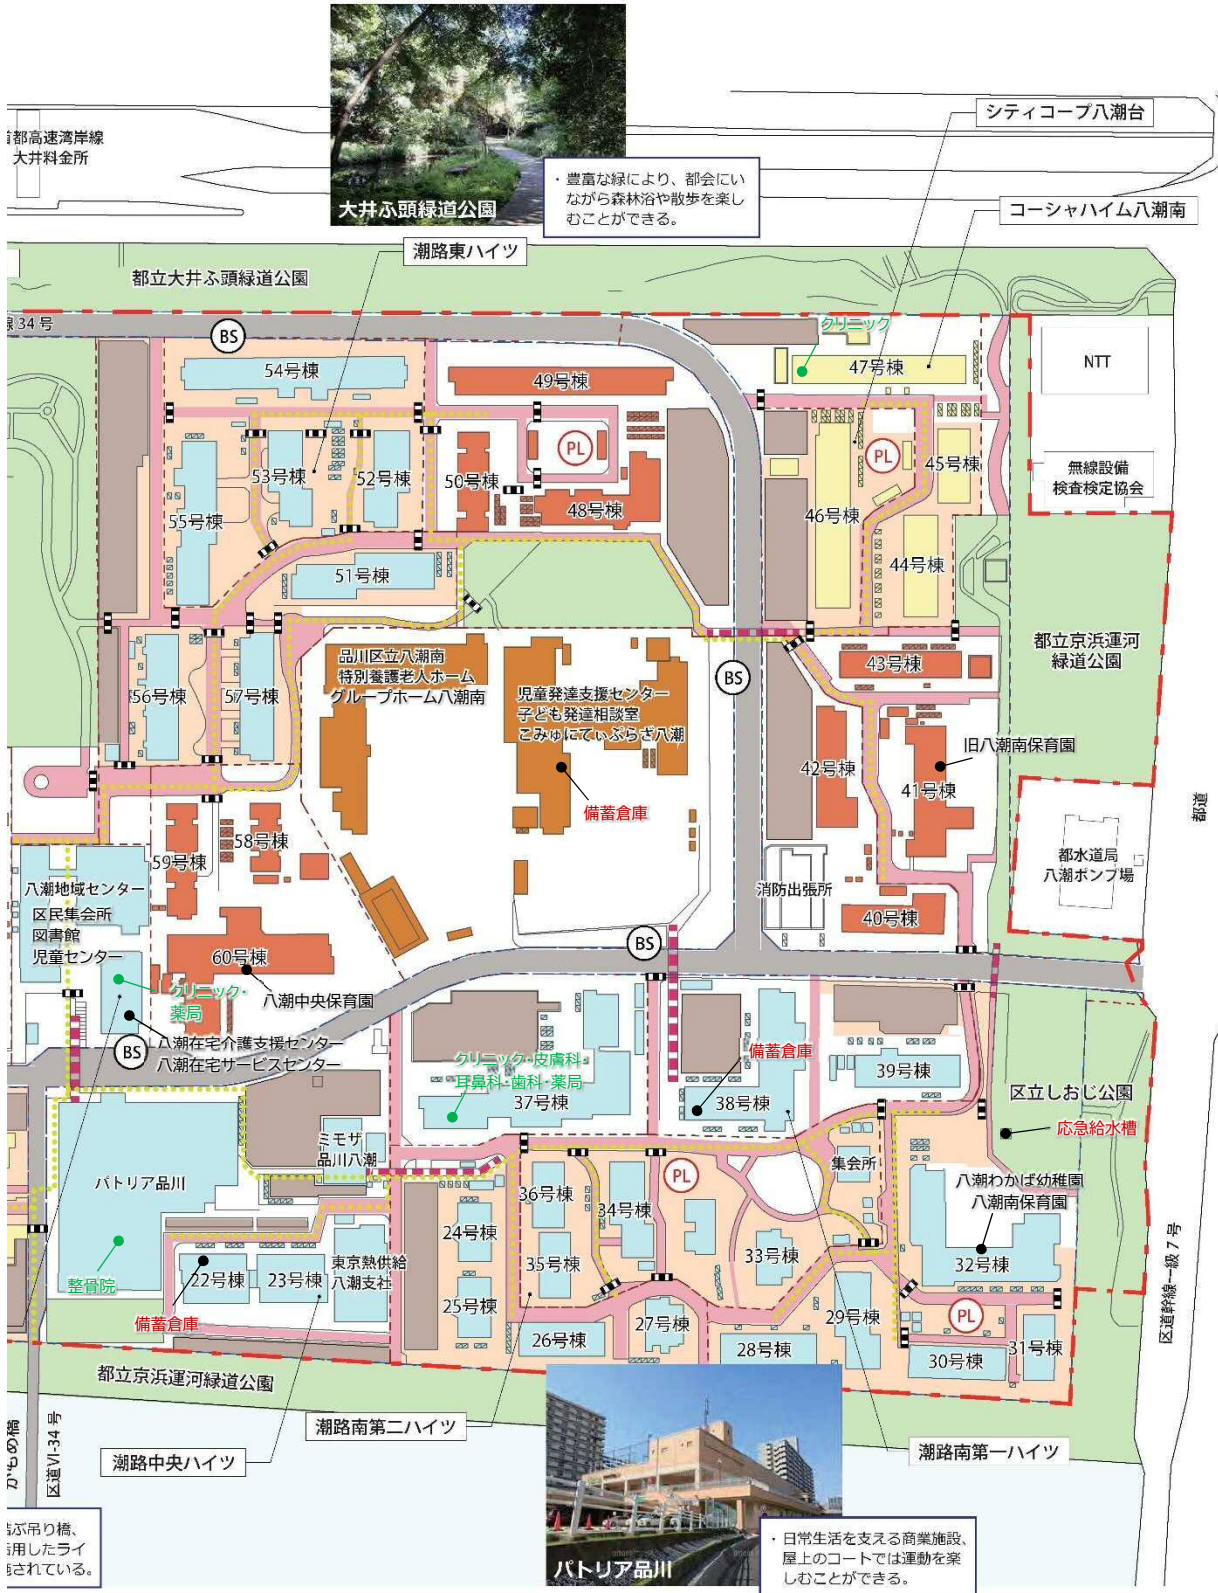 シティコープ八潮台
首都高速湾岸線
大井料金所
・豊富な緑により、都会にい
ながら森林浴や散歩を楽し
むことができる。
大井ふ頭緑道公園
コーシャハイム八潮南
潮路東ハイツ
都立大井ふ頭緑道公園
線 34 号
BS
クリニック
54号棟
49号棟
47号棟
NTT
PL
53号棟
52号棟
50号棟
PL
45号棟
無線設備
検査検定協会
55号棟
48号棟
46号棟
51号棟
44号棟
品川区立八潮南
特別養護老人ホーム
グループホーム八潮南
都立京浜運河
緑道公園
43号棟
BS
児童発達支援センター
子ども発達相談室
こみゅにてぃぷらざ八潮
56号棟
57号棟
42号棟
旧八潮南保育園
41号棟
備蓄倉庫
都道
58号棟
59号棟
都水道局
八潮ポンプ場
八潮地域センター
区民集会所
図書館
児童センター
消防出張所
40号棟
BS
60号棟
クリニック・
薬局
八潮中央保育園
八潮在宅介護支援センター
八潮在宅サービスセンター
BS
クリニック・皮膚科・
耳鼻科・歯科・薬局
備蓄倉庫
37号棟
38号棟
39号棟
区立しおじ公園
応急給水槽
ミモザ
品川八潮
パトリア品川
集会所
八潮わかば幼稚園
八潮南保育園
PL
36号棟
34号棟
24号棟
33号棟
35号棟
東京熱供給
八潮支社
32号棟
整骨院
22号棟
23号棟
25号棟
備蓄倉庫
26号棟
27号棟
29号棟
PL
28号棟
30号棟
31号棟
区道幹線一級 7 号
都立京浜運河緑道公園
かもめ橋
区道VI-34 号
潮路南第二ハイツ
潮路中央ハイツ
潮路南第一ハイツ
結ぶ吊り橋、
活用したライ
施されている。
パトリア品川
・日常生活を支える商業施設、
屋上のコートでは運動を楽
しむことができる。